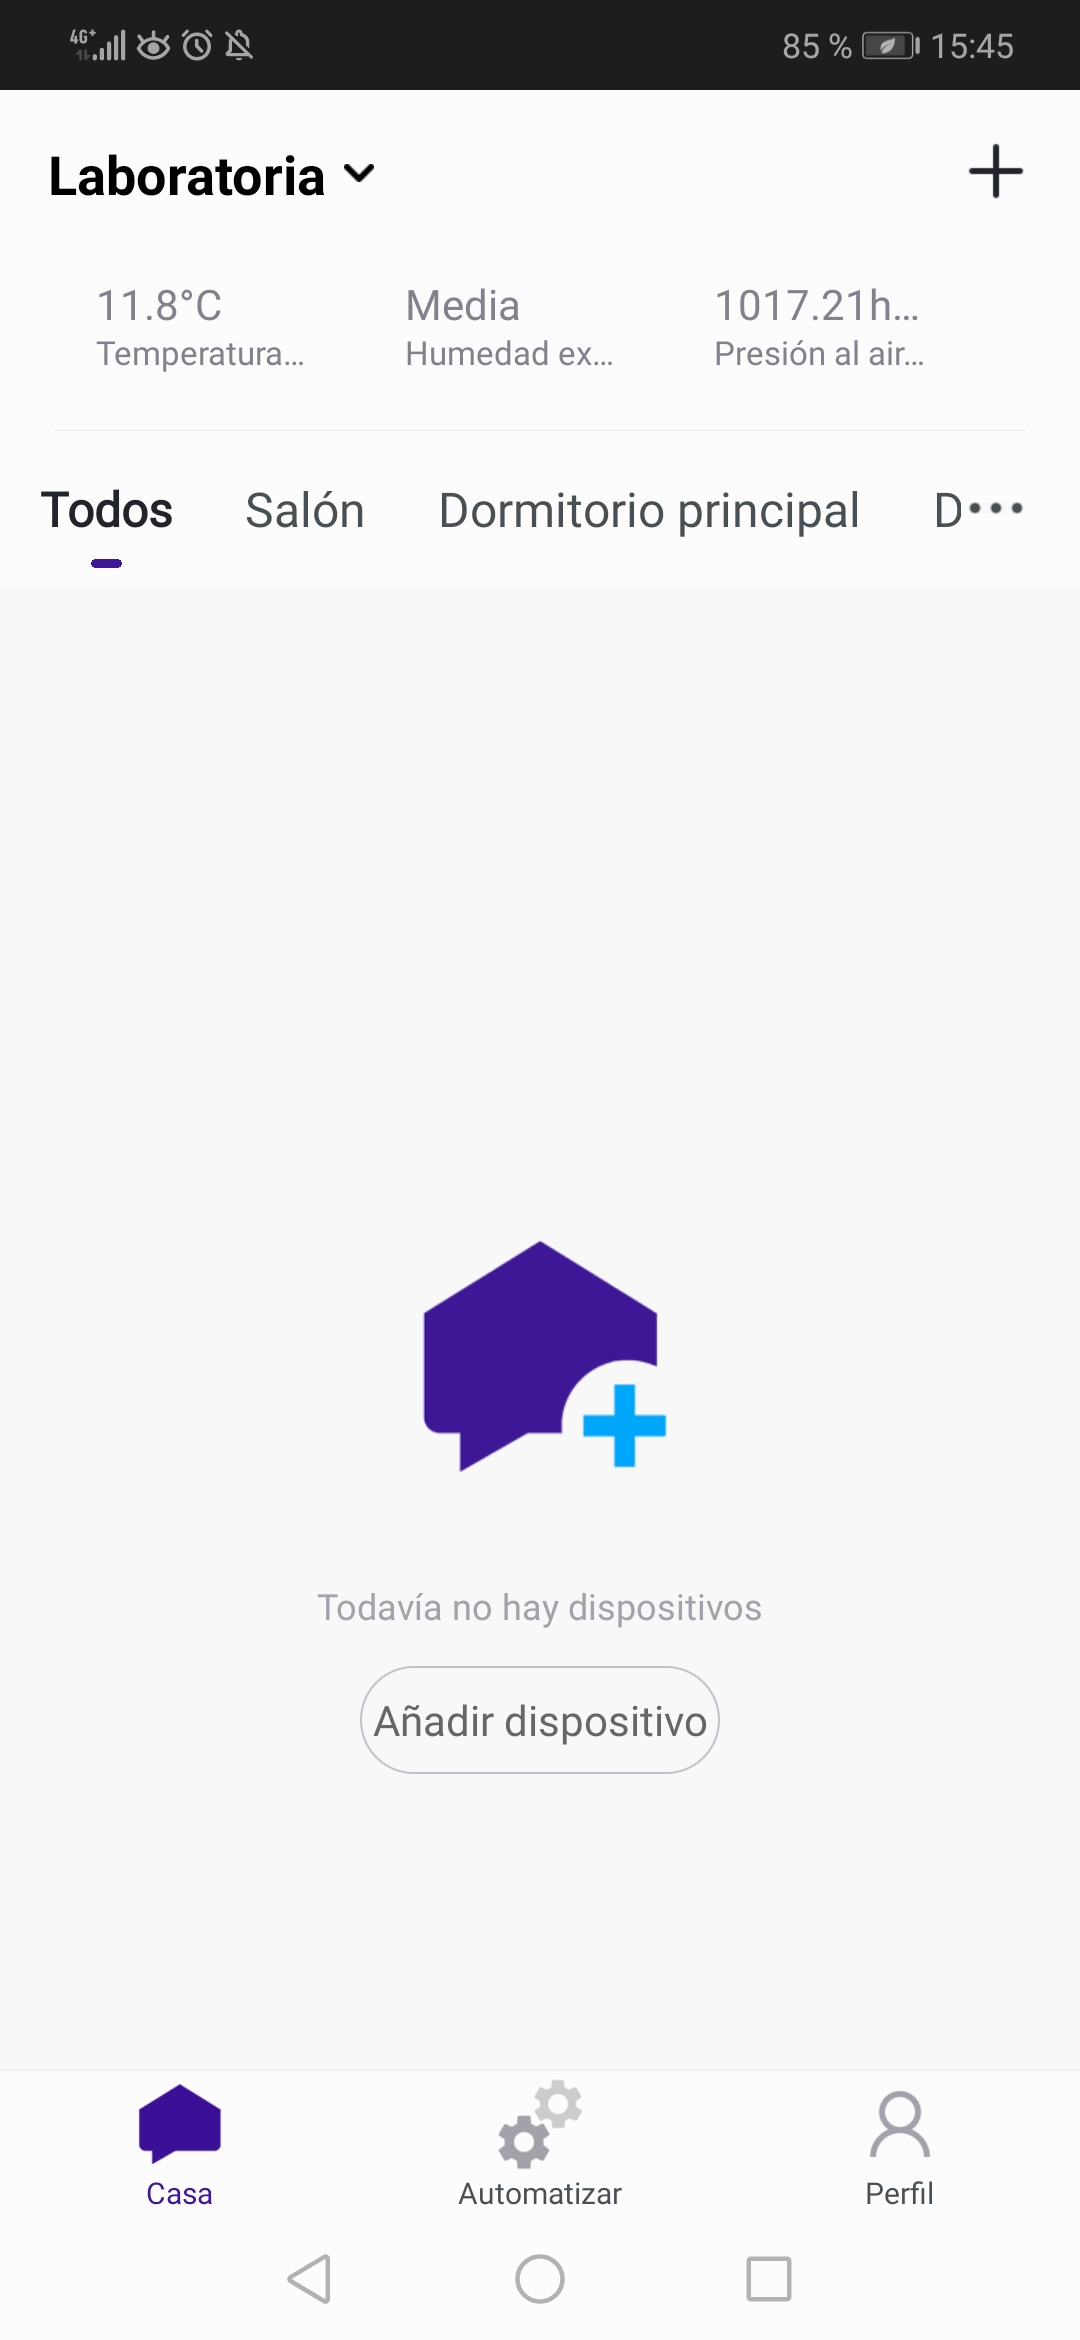 4G+ 85 % 15:45
Laboratoria
11.8°C Media 1017.21h...
Temperatura... Humedad ex... Presión al air...
Todos Salón Dormitorio principal D
Todavía no hay dispositivos
Añadir dispositivo
Casa Automatizar Perfil